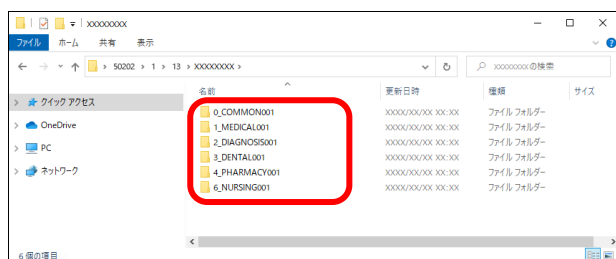 xxxxxxxx
ファイル ホーム 共有 表示
50202 › 1 › 13 › XXXXXXXX ›
xxxxxxxxの検索
名前 更新日時 種類 サイズ
クイック アクセス
OneDrive
PC
ネットワーク
0_COMMON001 XXXX/XX/XX XX:XX ファイル フォルダー
1_MEDICAL001 XXXX/XX/XX XX:XX ファイル フォルダー
2_DIAGNOSIS001 XXXX/XX/XX XX:XX ファイル フォルダー
3_DENTAL001 XXXX/XX/XX XX:XX ファイル フォルダー
4_PHARMACY001 XXXX/XX/XX XX:XX ファイル フォルダー
6_NURSING001 XXXX/XX/XX XX:XX ファイル フォルダー
6 個の項目